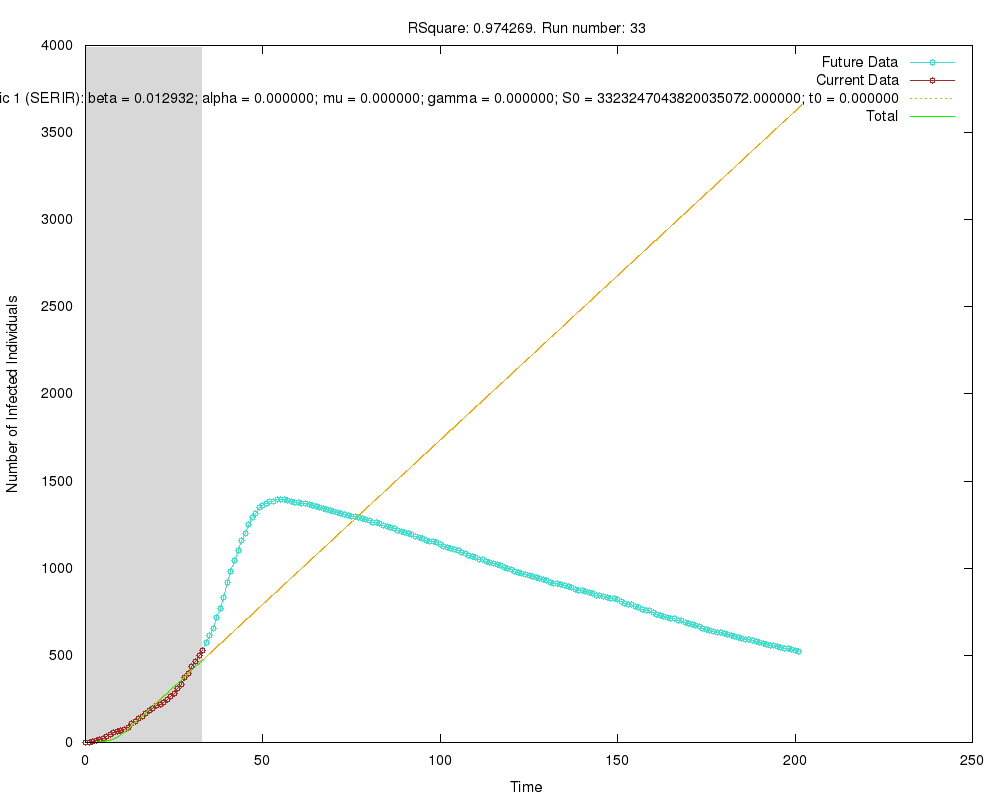 RSquare: 0.974269. Run number: 33
4000
3500
3000
2500
2000
1500
1000
500
0
Number of Infected Individuals
Future Data
Current Data
ic 1 (SERIR): beta = 0.012932; alpha = 0.000000; mu = 0.000000; gamma = 0.000000; S0 = 3323247043820035072.000000; t0 = 0.000000
Total
0 50 100 150 200 250
Time